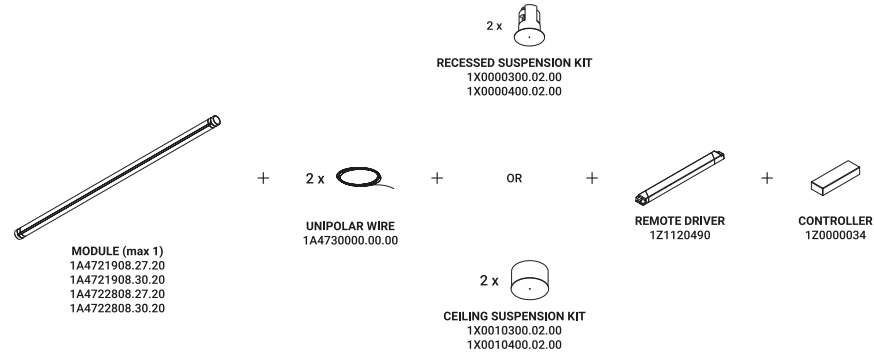 2 x
RECESSED SUSPENSION KIT
1X0000300.02.00
1X0000400.02.00
+
2 x
+
OR
+
+
MODULE (max 1)
1A4721908.27.20
1A4721908.30.20
1A4722808.27.20
1A4722808.30.20
UNIPOLAR WIRE
1A4730000.00.00
REMOTE DRIVER
1Z1120490
CONTROLLER
1Z0000034
2 x
CEILING SUSPENSION KIT
1X0010300.02.00
1X0010400.02.00